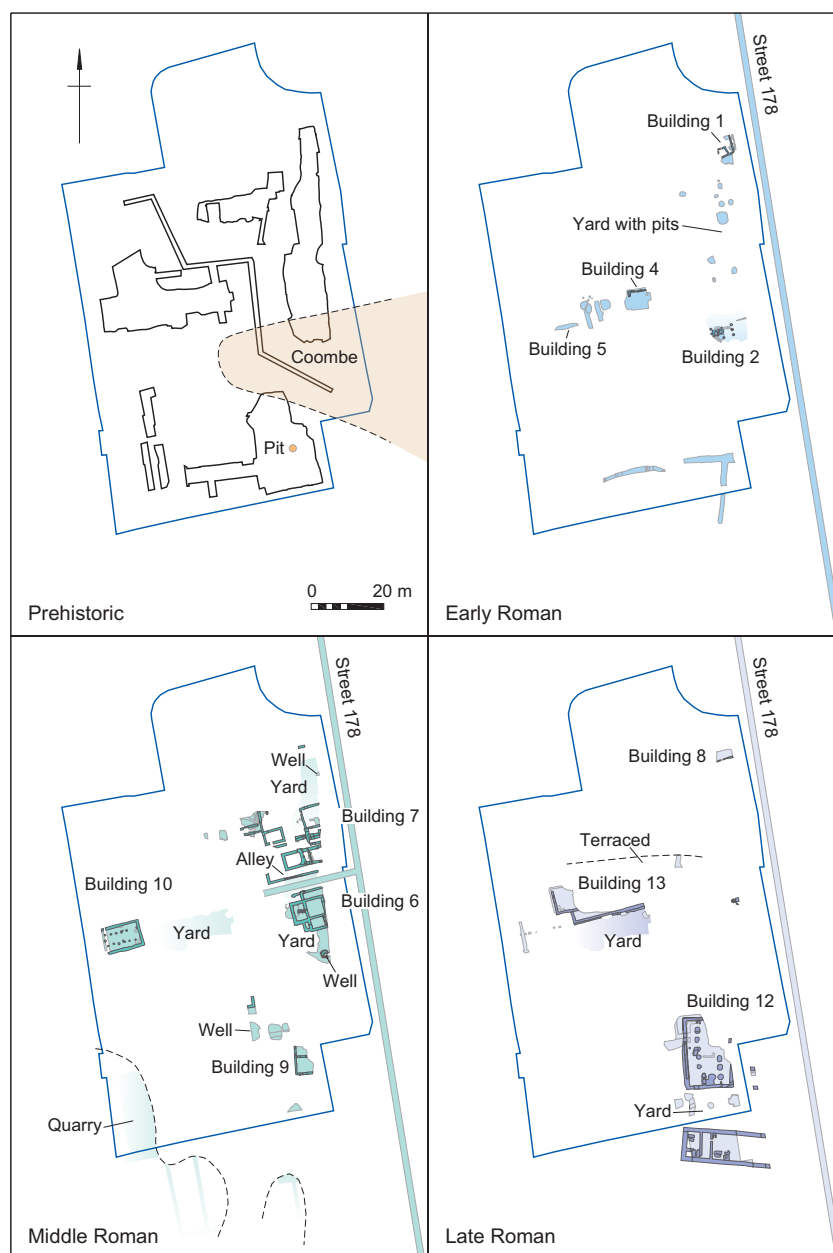 Coombe
Pit
0 20 m
Prehistoric
Street 178
Building 1
Yard with pits
Building 4
Building 5
Building 2
Early Roman
Street 178
Well
Yard
Building 7
Alley
Building 10
Building 6
Yard
Yard
Well
Well
Building 9
Quarry
Middle Roman
Street 178
Building 8
Terraced
Building 13
Yard
Building 12
Yard
Late Roman